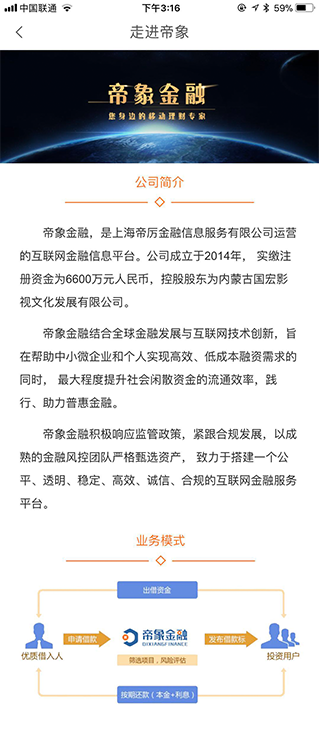 中国联通
下午3:16
59%
走进帝象
帝象金融
您身边的移动理财专家
公司简介
帝象金融，是上海帝厉金融信息服务有限公司运营
的互联网金融信息平台。公司成立于2014年， 实缴注
册资金为6600万元人民币，控股股东为内蒙古国宏影
视文化发展有限公司。
帝象金融结合全球金融发展与互联网技术创新，旨
在帮助中小微企业和个人实现高效、低成本融资需求的
同时， 最大程度提升社会闲散资金的流通效率，践
行、助力普惠金融。
帝象金融积极响应监管政策，紧跟合规发展，以成
熟的金融风控团队严格甄选资产， 致力于搭建一个公
平、透明、稳定、高效、诚信、合规的互联网金融服务
平台。
业务模式
出借资金
申请借款
帝象金融
DIXIANGFINANCE
发布借款标
筛选项目，风险评估
优质借入人
投资用户
按期还款（本金+利息）